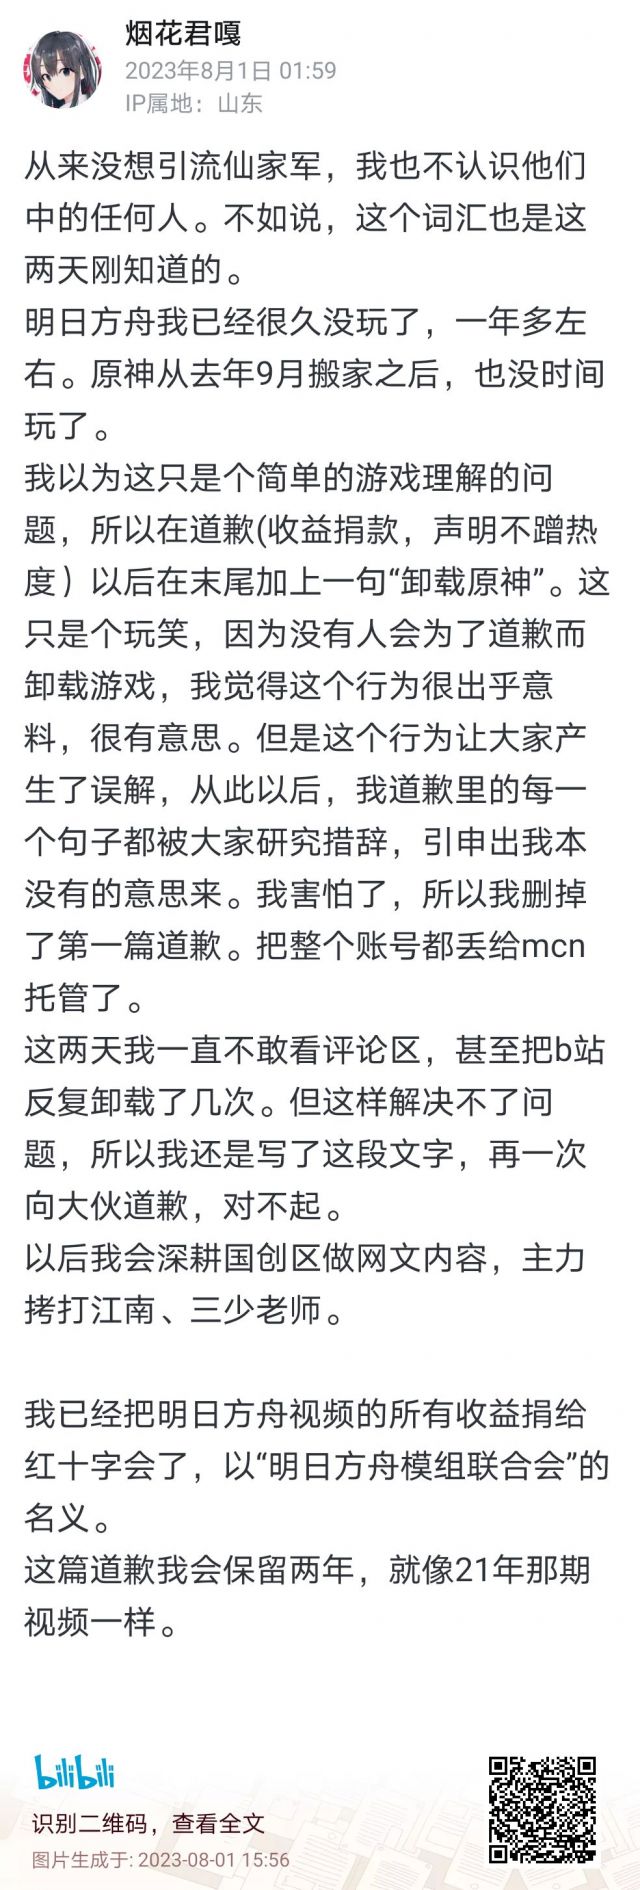 烟花君嘎
2023年8月1日 01:59
IP属地：山东
从来没想引流仙家军，我也不认识他们
中的任何人。不如说，这个词汇也是这
两天刚知道的。
明日方舟我已经很久没玩了，一年多左
右。原神从去年9月搬家之后，也没时间
玩了。
我以为这只是个简单的游戏理解的问
题，所以在道歉(收益捐款，声明不蹭热
度）以后在末尾加上一句“卸载原神”。这
只是个玩笑，因为没有人会为了道歉而
卸载游戏，我觉得这个行为很出乎意
料，很有意思。但是这个行为让大家产
生了误解，从此以后，我道歉里的每一
个句子都被大家研究措辞，引申出我本
没有的意思来。我害怕了，所以我删掉
了第一篇道歉。把整个账号都丢给mcn
托管了。
这两天我一直不敢看评论区，甚至把b站
反复卸载了几次。但这样解决不了问
题，所以我还是写了这段文字，再一次
向大伙道歉，对不起。
以后我会深耕国创区做网文内容，主力
拷打江南、三少老师。
我已经把明日方舟视频的所有收益捐给
红十字会了，以“明日方舟模组联合会”的
名义。
这篇道歉我会保留两年，就像21年那期
视频一样。
bilibili
识别二维码，查看全文
图片生成于: 2023-08-01 15:56